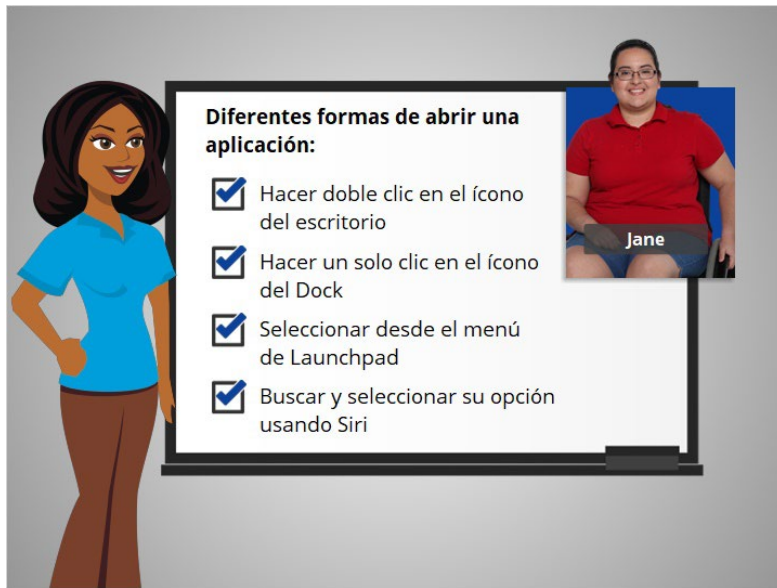 Diferentes formas de abrir una
aplicación:
Hacer doble clic en el ícono
del escritorio
Hacer un solo clic en el ícono
del Dock
Seleccionar desde el menú
de Launchpad
Buscar y seleccionar su opción
usando Siri
Jane